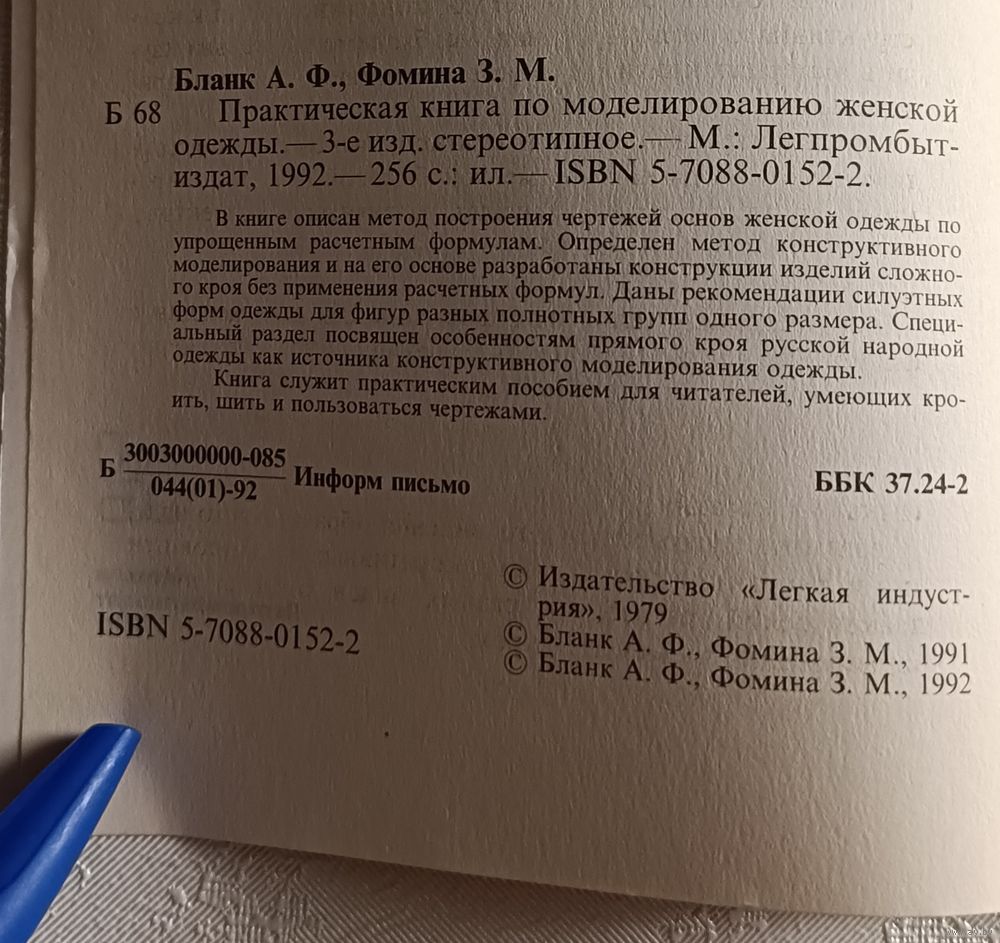 Бланк А. Ф., Фомина З. М.
Б 68 Практическая книга по моделированию женской
одежды.— 3-е изд. стереотипное.— М.: Легпромбыт-
издат, 1992.— 256 с.: ил.— ISBN 5-7088-0152-2.
В книге описан метод построения чертежей основ женской одежды по
упрощенным расчетным формулам. Определен метод конструктивного
моделирования и на его основе разработаны конструкции изделий сложно-
го кроя без применения расчетных формул. Даны рекомендации силуэтных
форм одежды для фигур разных полнотных групп одного размера. Специ-
альный раздел посвящен особенностям прямого кроя русской народной
одежды как источника конструктивного моделирования одежды.
Книга служит практическим пособием для читателей, умеющих кро-
ить, шить и пользоваться чертежами.
Б 3003000000-085
044(01)-92 Информ письмо ББК 37.24-2
© Издательство «Легкая индуст-
рия», 1979
ISBN 5-7088-0152-2
© Бланк А. Ф., Фомина З. М., 1991
© Бланк А. Ф., Фомина З. М., 1992